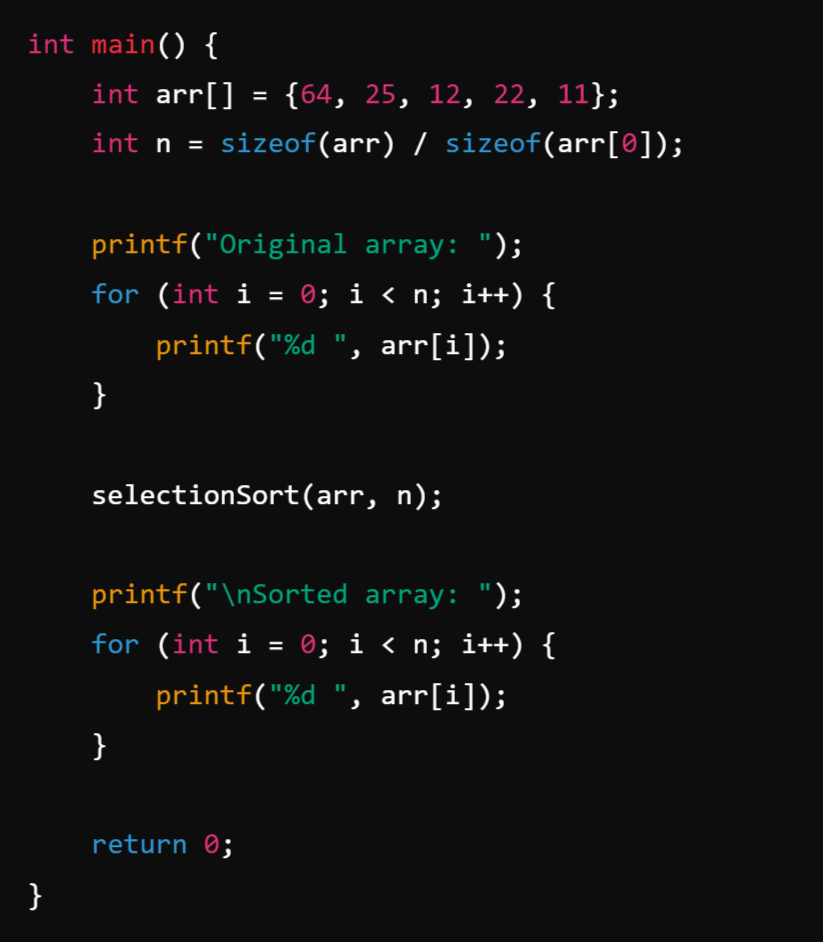 int main() {
    int arr[] = {64, 25, 12, 22, 11};
    int n = sizeof(arr) / sizeof(arr[0]);

    printf("Original array: ");
    for (int i = 0; i < n; i++) {
        printf("%d ", arr[i]);
    }

    selectionSort(arr, n);

    printf("\nSorted array: ");
    for (int i = 0; i < n; i++) {
        printf("%d ", arr[i]);
    }

    return 0;
}